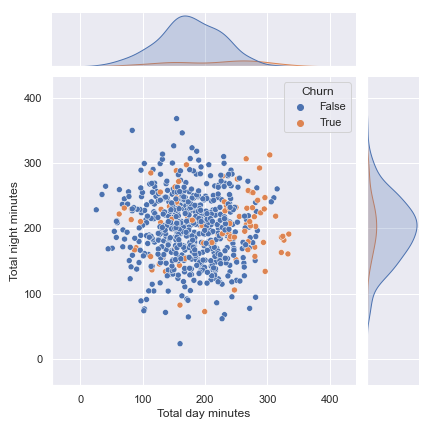 Churn
False
True
400
300
200
100
0
Total night minutes
0 100 200 300 400
Total day minutes